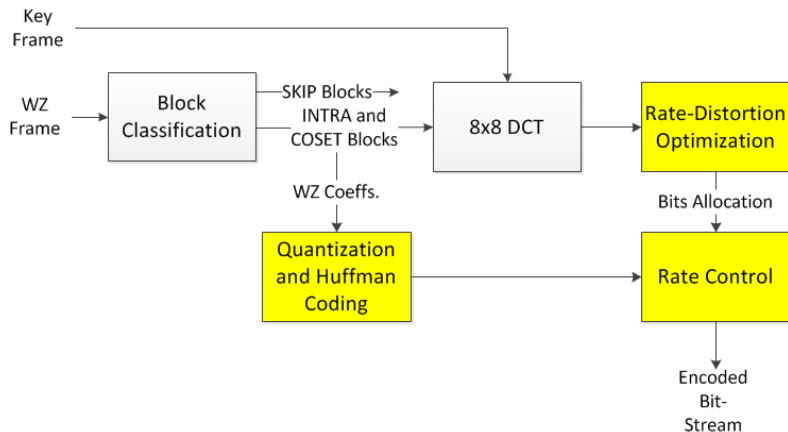 Key
Frame
WZ
Frame
Block
Classification
SKIP Blocks
INTRA and
COSET Blocks
8x8 DCT
Rate-Distortion
Optimization
WZ Coeffs.
Bits Allocation
Quantization
and Huffman
Coding
Rate Control
Encoded
Bit-
Stream